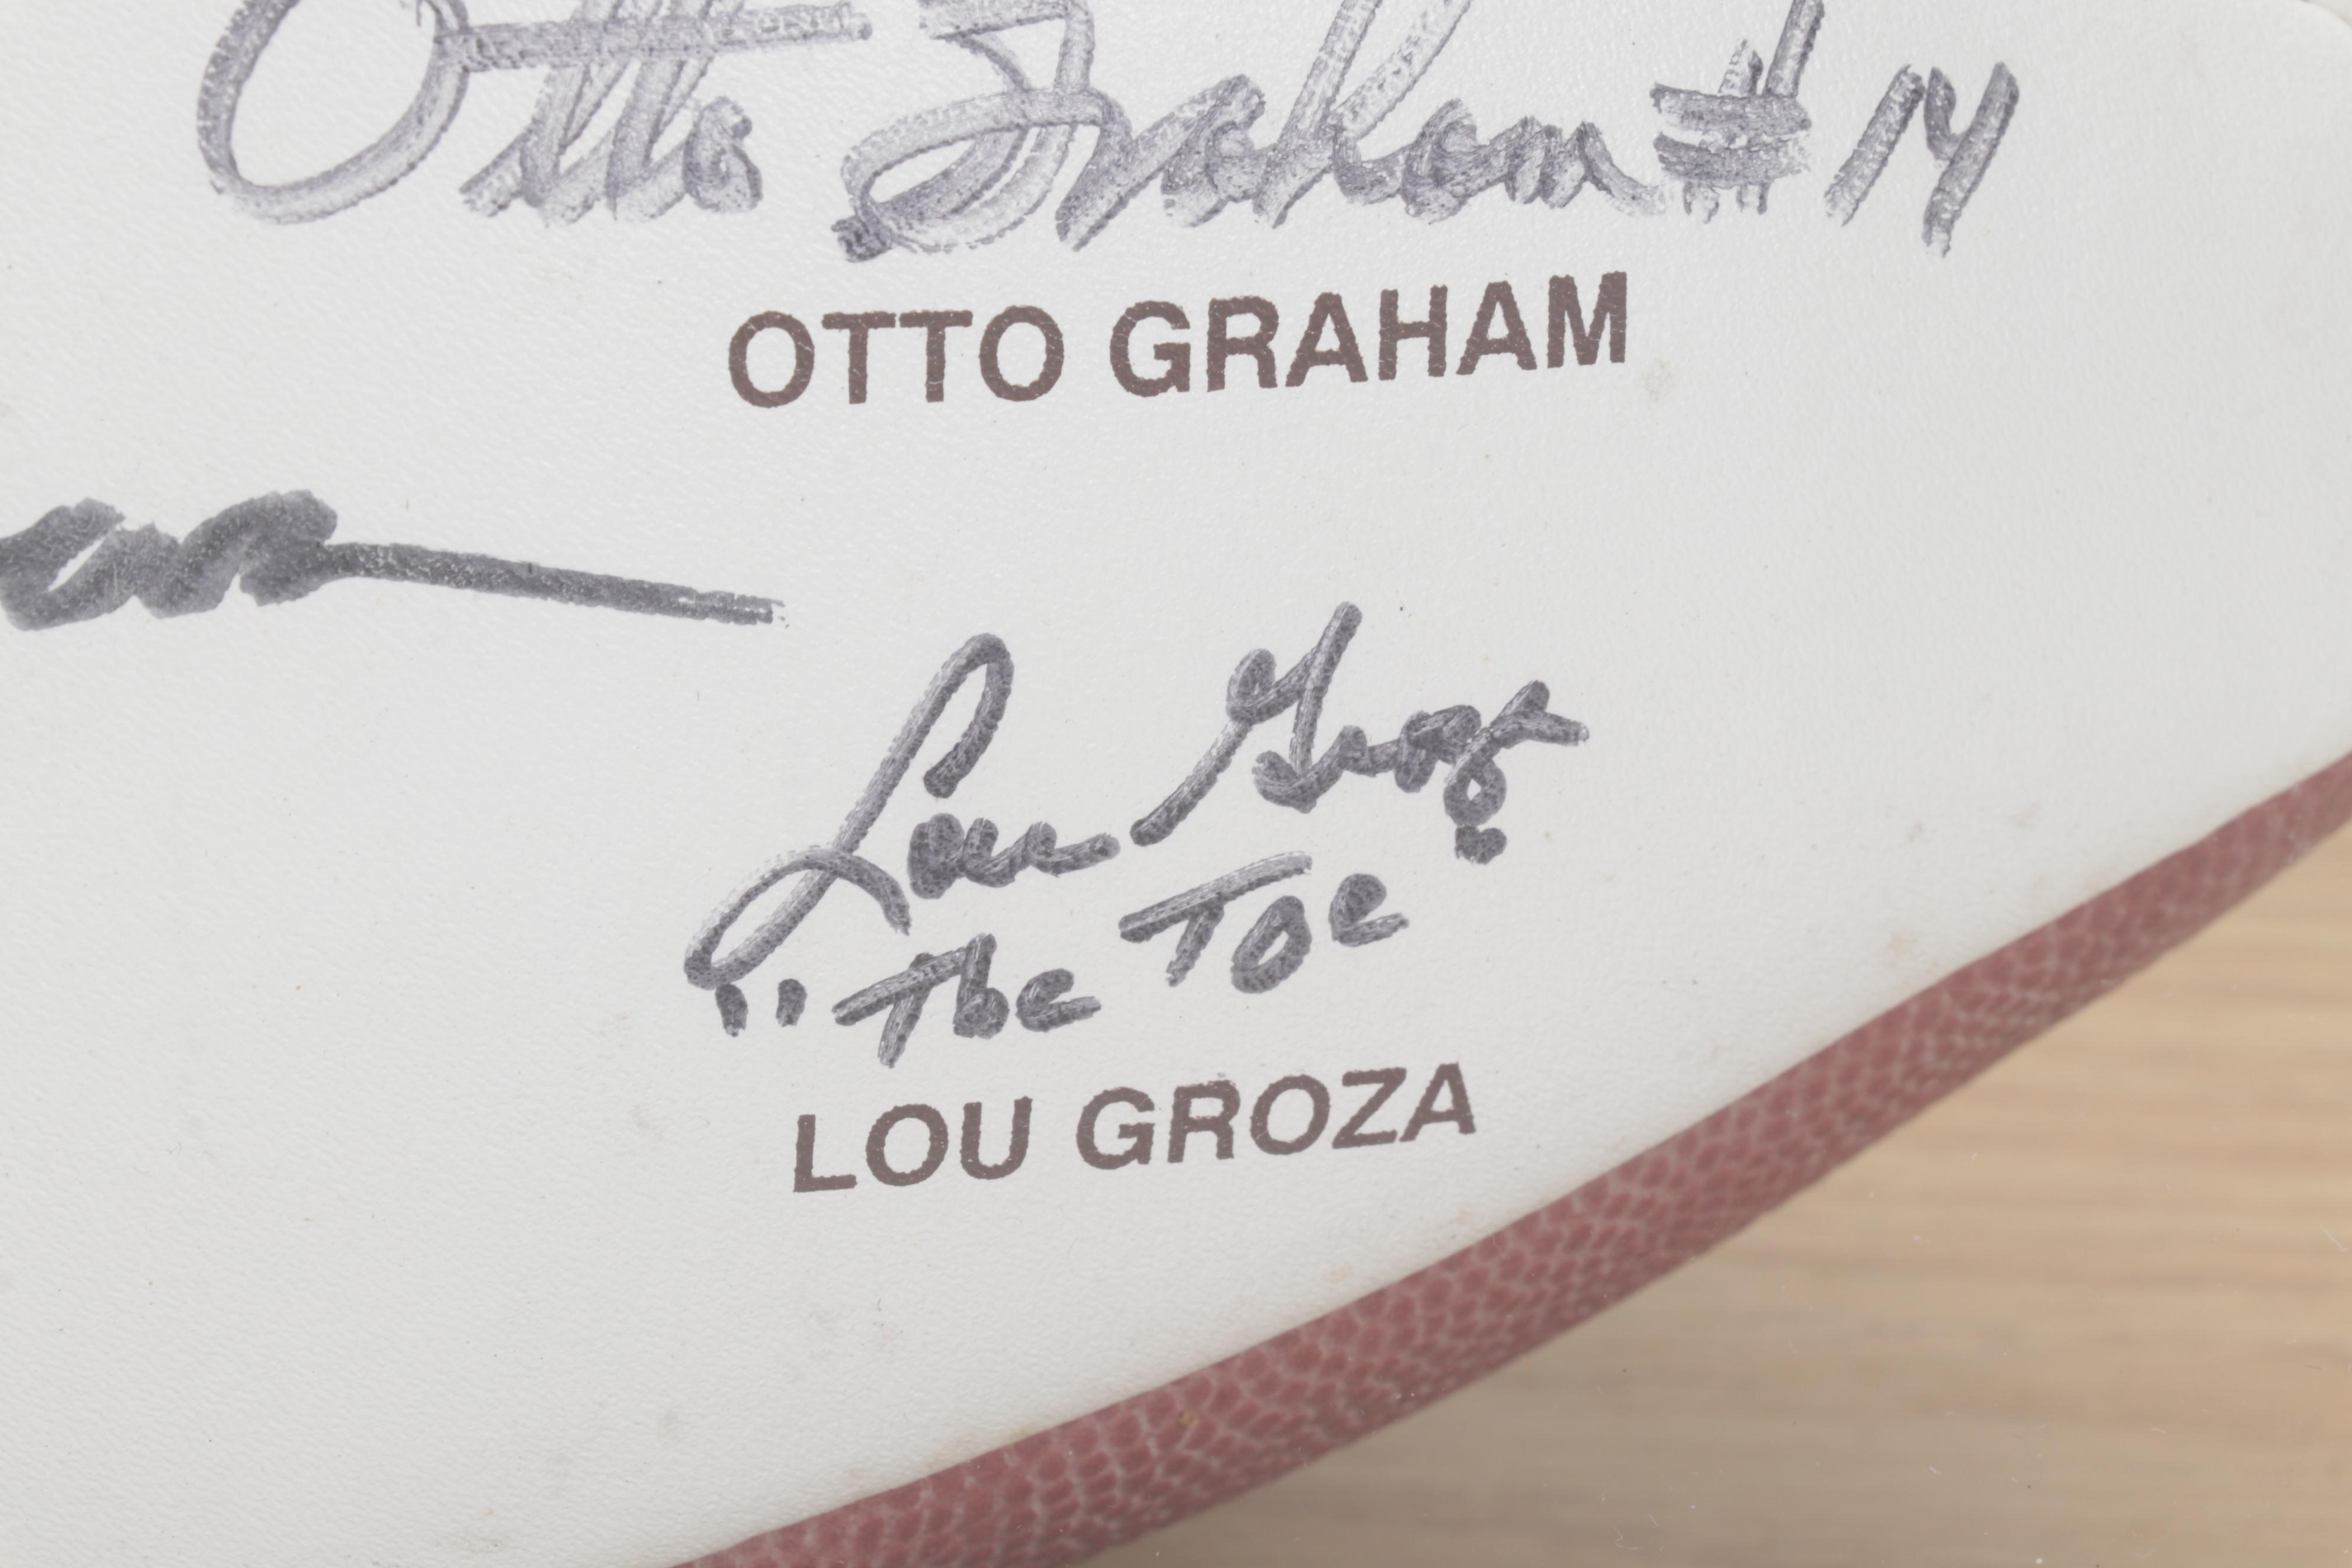 Otto Graham #14
OTTO GRAHAM
Lou Groza
"The Toe"
LOU GROZA